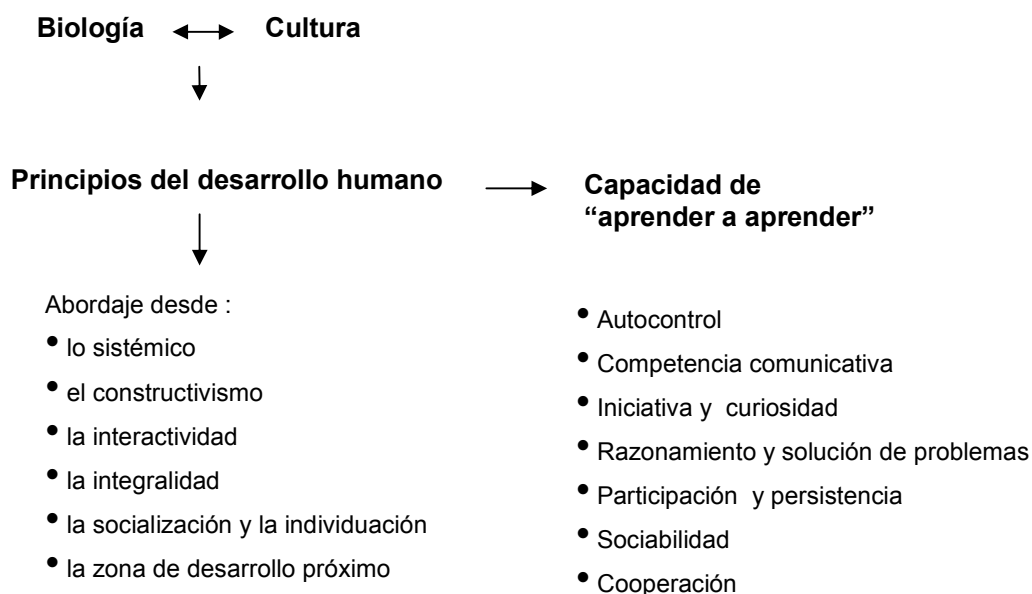 Biología Cultura
Principios del desarrollo humano
Capacidad de
“aprender a aprender”
Abordaje desde :
• lo sistémico
• el constructivismo
• la interactividad
• la integralidad
• la socialización y la individuación
• la zona de desarrollo próximo
• Autocontrol
• Competencia comunicativa
• Iniciativa y curiosidad
• Razonamiento y solución de problemas
• Participación y persistencia
• Sociabilidad
• Cooperación